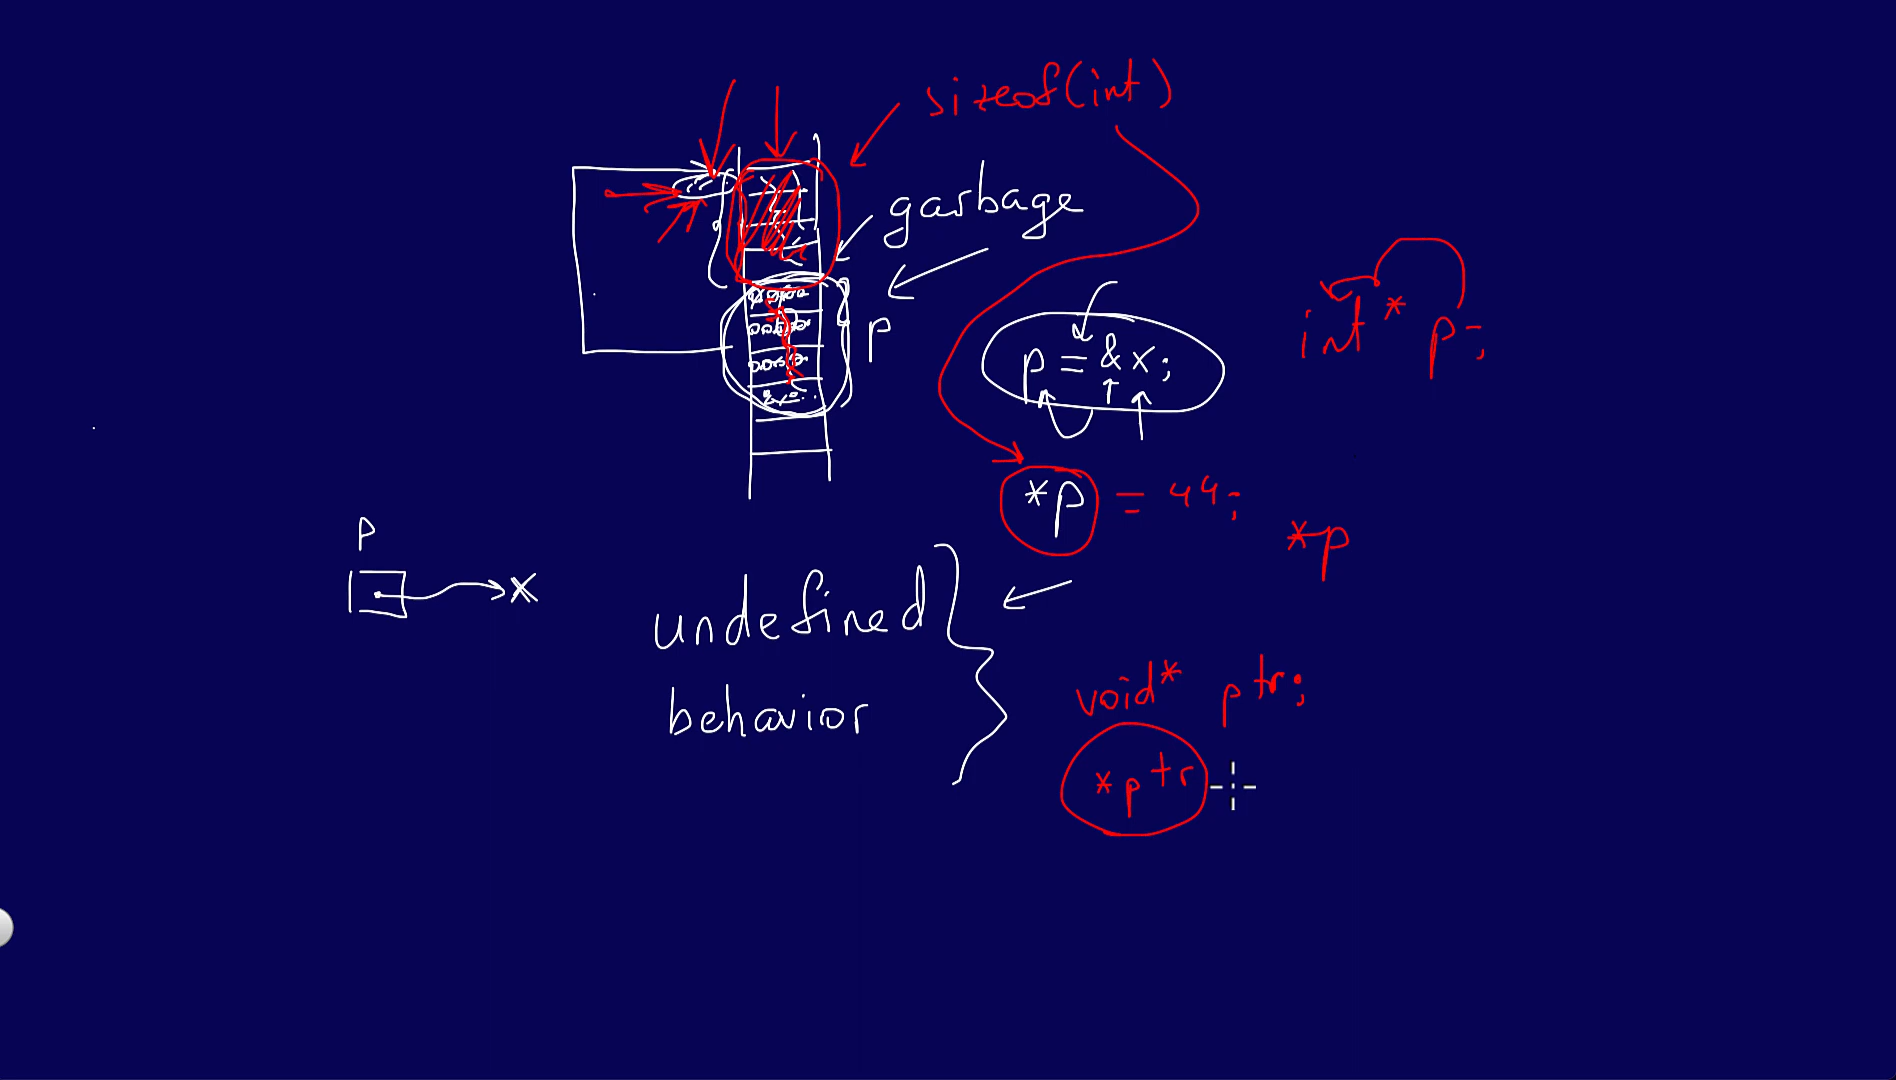 sizeof(int)
garbage
p
int * p;
p = &x;
*p = 44;
*p
p
x
undefined
behavior
void* ptr;
*ptr